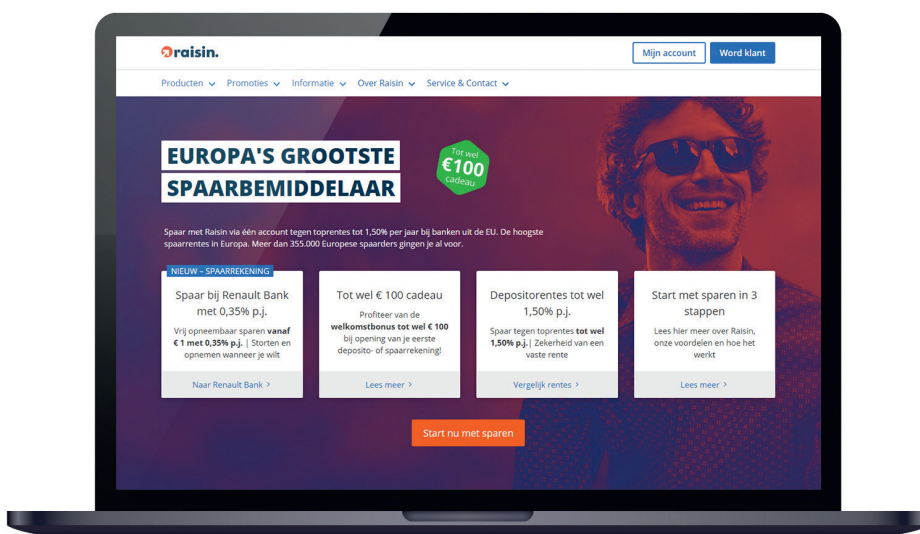 raisin.
Mijn account
Word klant
Producten
Promoties
Informatie
Over Raisin
Service & Contact
EUROPA'S GROOTSTE
SPAARBEMIDDELAAR
Tot wel
€100
cadeau
Spaar met Raisin via één account tegen toprentes tot 1,50% per jaar bij banken uit de EU. De hoogste
spaarrentes in Europa. Meer dan 355.000 Europese spaarders gingen je al voor.
NIEUW – SPAARREKENING
Spaar bij Renault Bank
met 0,35% p.j.
Vrij opneembaar sparen vanaf
€ 1 met 0,35% p.j. | Storten en
opnemen wanneer je wilt
Naar Renault Bank >
Tot wel € 100 cadeau
Profiteer van de
welkomstbonus tot wel € 100
bij opening van je eerste
deposito- of spaarrekening!
Lees meer >
Depositorentes tot wel
1,50% p.j.
Spaar tegen toprentes tot wel
1,50% p.j.| Zekerheid van een
vaste rente
Vergelijk rentes >
Start met sparen in 3
stappen
Lees hier meer over Raisin,
onze voordelen en hoe het
werkt
Lees meer >
Start nu met sparen